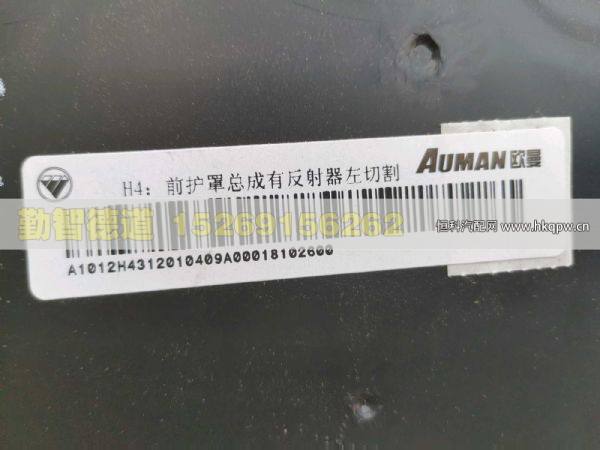 H4: 前护罩总成有反射器左切割
AUMAN欧曼
勤智德道 15269156262
恒科汽配网 www.hkqpw.cn
A1012H4312010409A00018102600